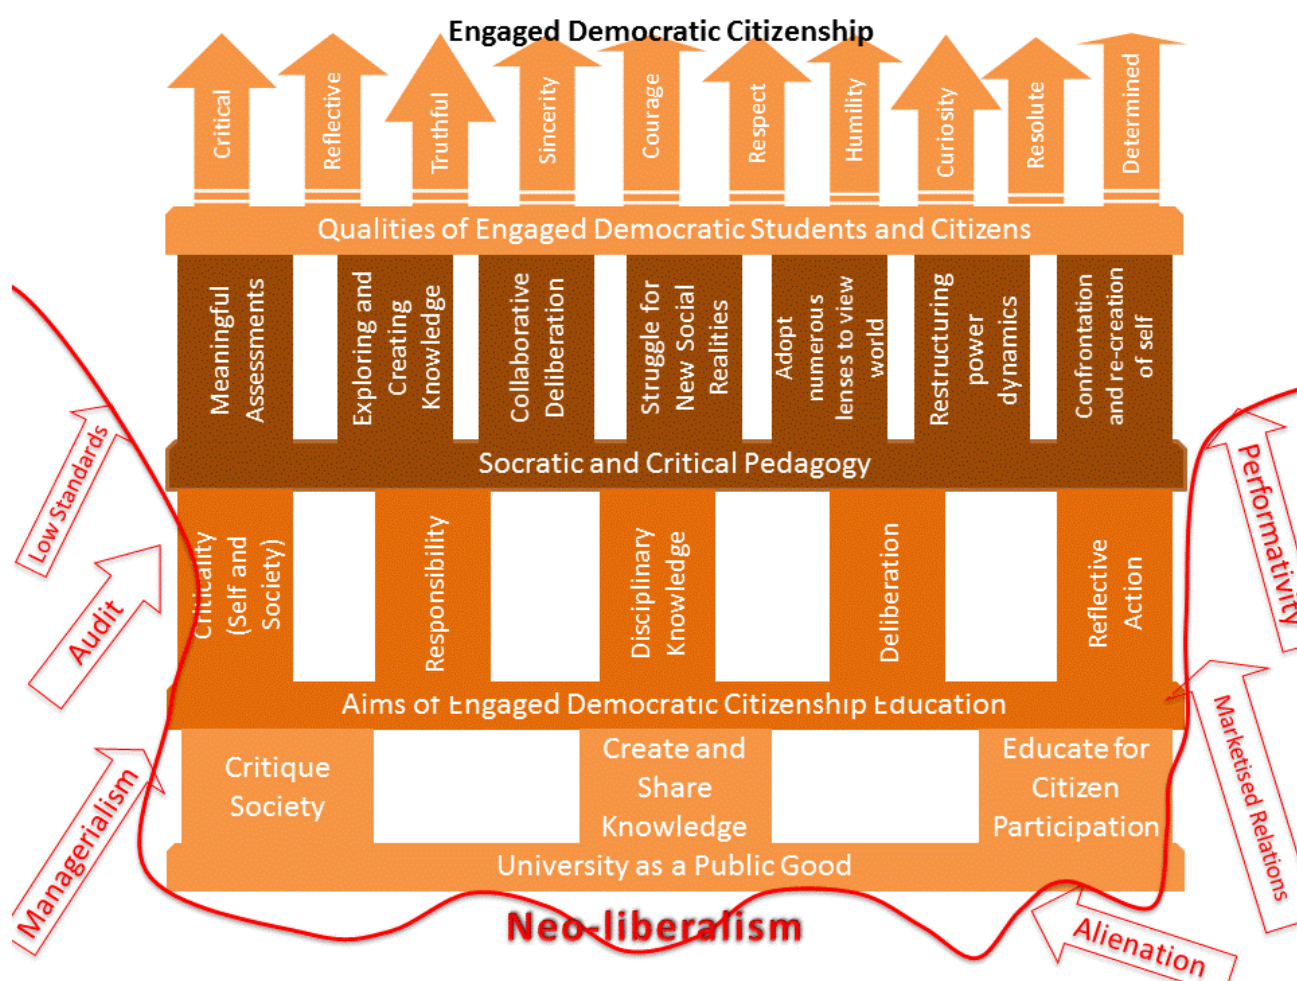 Engaged Democratic Citizenship
Critical
Reflective
Truthful
Sincerity
Courage
Respect
Humility
Curiosity
Resolute
Determined
Qualities of Engaged Democratic Students and Citizens
Meaningful
Assessments
Exploring and
Creating
Knowledge
Collaborative
Deliberation
Struggle for
New Social
Realities
Adopt
numerous
lenses to view
world
Restructuring
power
dynamics
Confrontation
and re-creation
of self
Socratic and Critical Pedagogy
Criticality
(Self and
Society)
Responsibility
Disciplinary
Knowledge
Deliberation
Reflective
Action
Aims of Engaged Democratic Citizenship Education
Critique
Society
Create and
Share
Knowledge
Educate for
Citizen
Participation
University as a Public Good
Neo-liberalism
Low Standards
Audit
Managerialism
Performativity
Marketised Relations
Alienation